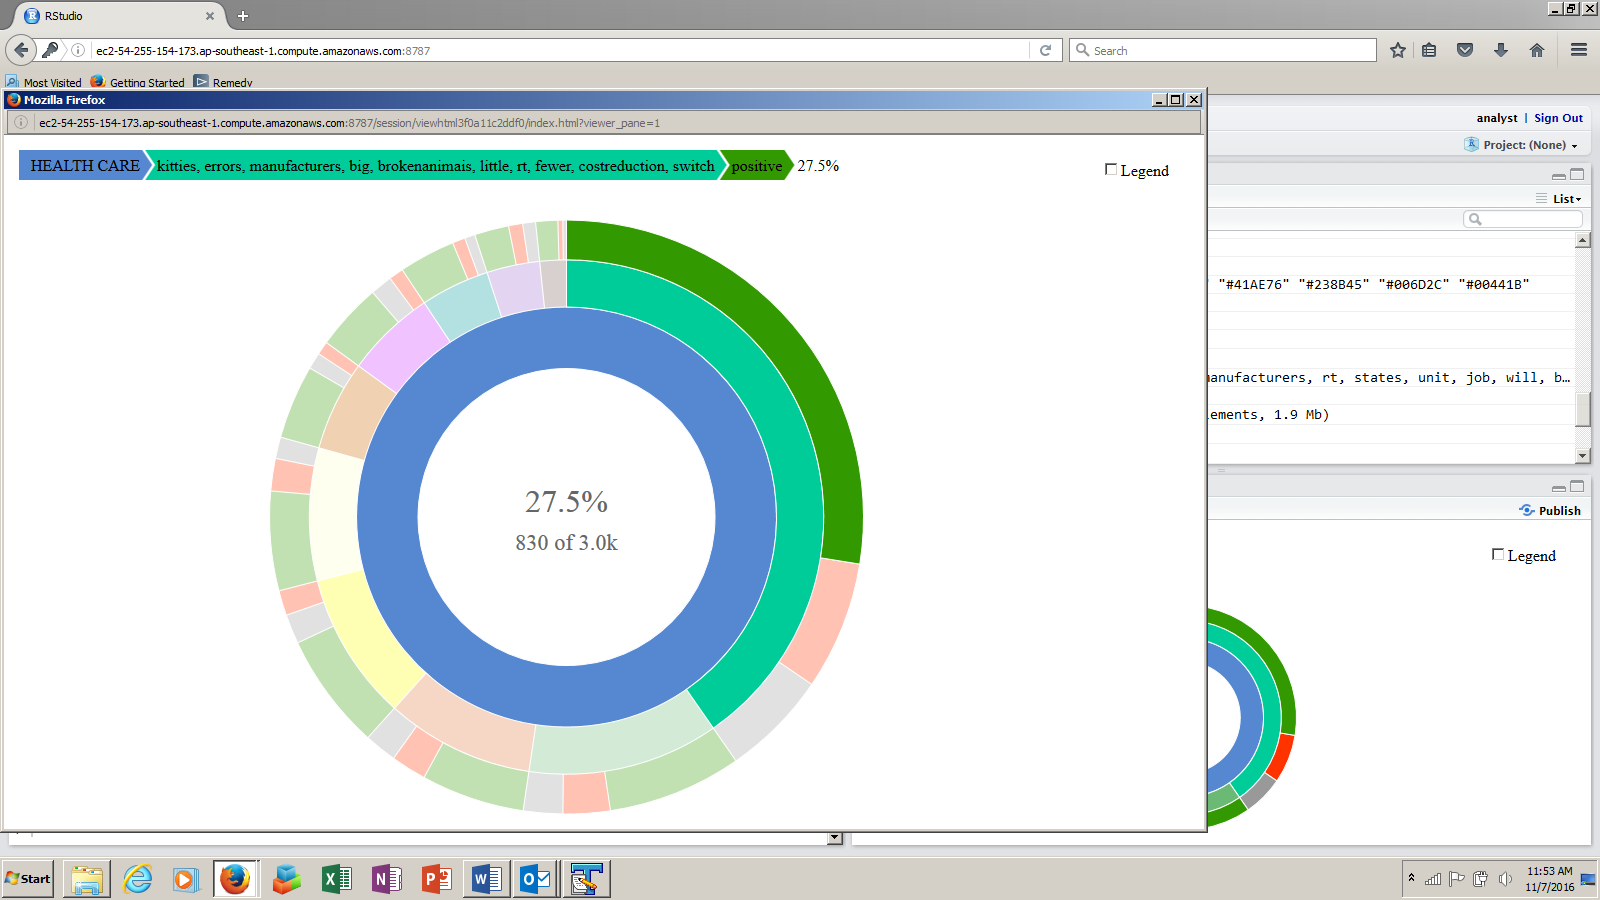 RStudio
ec2-54-255-154-173.ap-southeast-1.compute.amazonaws.com:8787
Search
Most Visited Getting Started Remedy
Mozilla Firefox
ec2-54-255-154-173.ap-southeast-1.compute.amazonaws.com:8787/session/viewhtml3f0a11c2ddf0/index.html?viewer_pane=1
analyst | Sign Out
Project: (None)
HEALTH CARE kitties, errors, manufacturers, big, brokenanimais, little, rt, fewer, costreduction, switch positive 27.5%
Legend
List
"#41AE76" "#238B45" "#006D2C" "#00441B"
anufacturers, rt, states, unit, job, will, b…
ements, 1.9 Mb)
27.5%
830 of 3.0k
Publish
Legend
Start
11:53 AM
11/7/2016